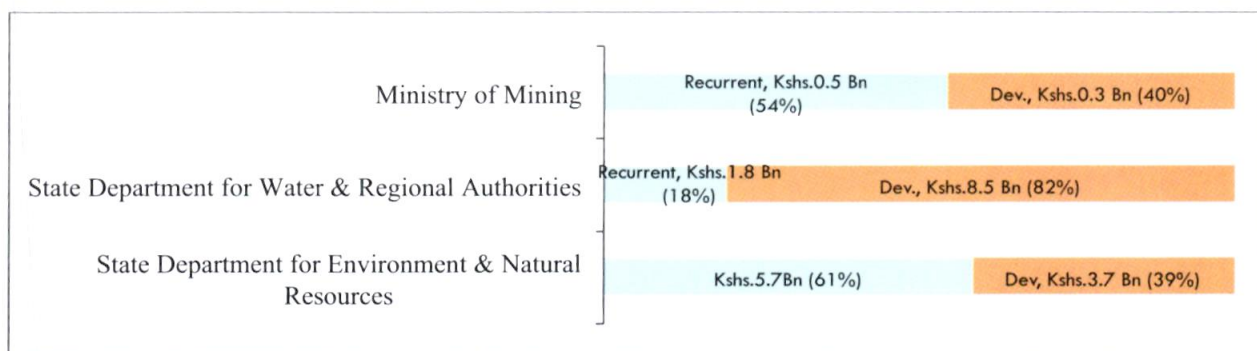 Ministry of Mining
Recurrent, Kshs.0.5 Bn
(54%)
Dev., Kshs.0.3 Bn (40%)
State Department for Water & Regional Authorities
Recurrent, Kshs.1.8 Bn
(18%)
Dev., Kshs.8.5 Bn (82%)
State Department for Environment & Natural
Resources
Kshs.5.7Bn (61%)
Dev, Kshs.3.7 Bn (39%)